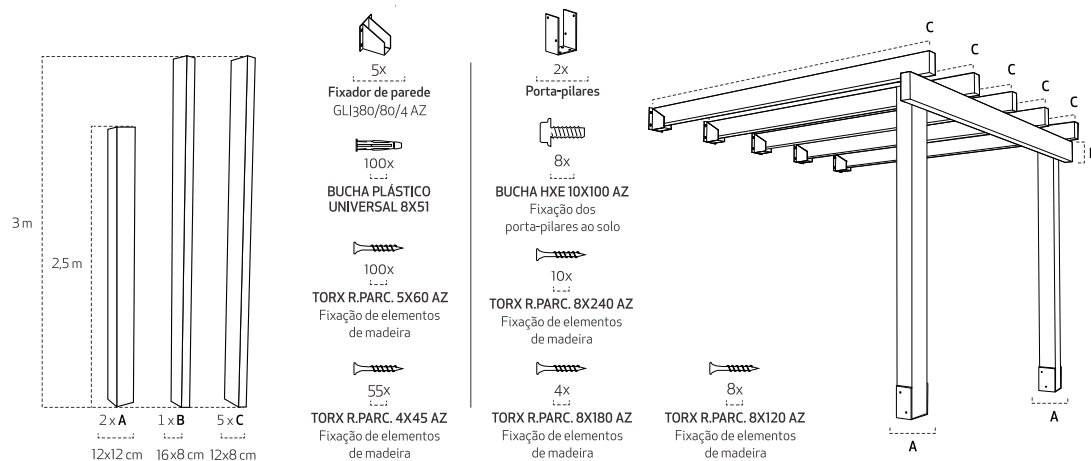 3 m
2,5 m
2 x A
1 x B
5 x C
12x12 cm
16x8 cm
12x8 cm
5x
Fixador de parede
GLI380/80/4 AZ
100x
BUCHA PLÁSTICO
UNIVERSAL 8X51
100x
TORX R.PARC. 5X60 AZ
Fixação de elementos
de madeira
55x
TORX R.PARC. 4X45 AZ
Fixação de elementos
de madeira
2x
Porta-pilares
8x
BUCHA HXE 10X100 AZ
Fixação dos
porta-pilares ao solo
10x
TORX R.PARC. 8X240 AZ
Fixação de elementos
de madeira
4x
TORX R.PARC. 8X180 AZ
Fixação de elementos
de madeira
8x
TORX R.PARC. 8X120 AZ
Fixação de elementos
de madeira
C
C
C
C
C
A
A